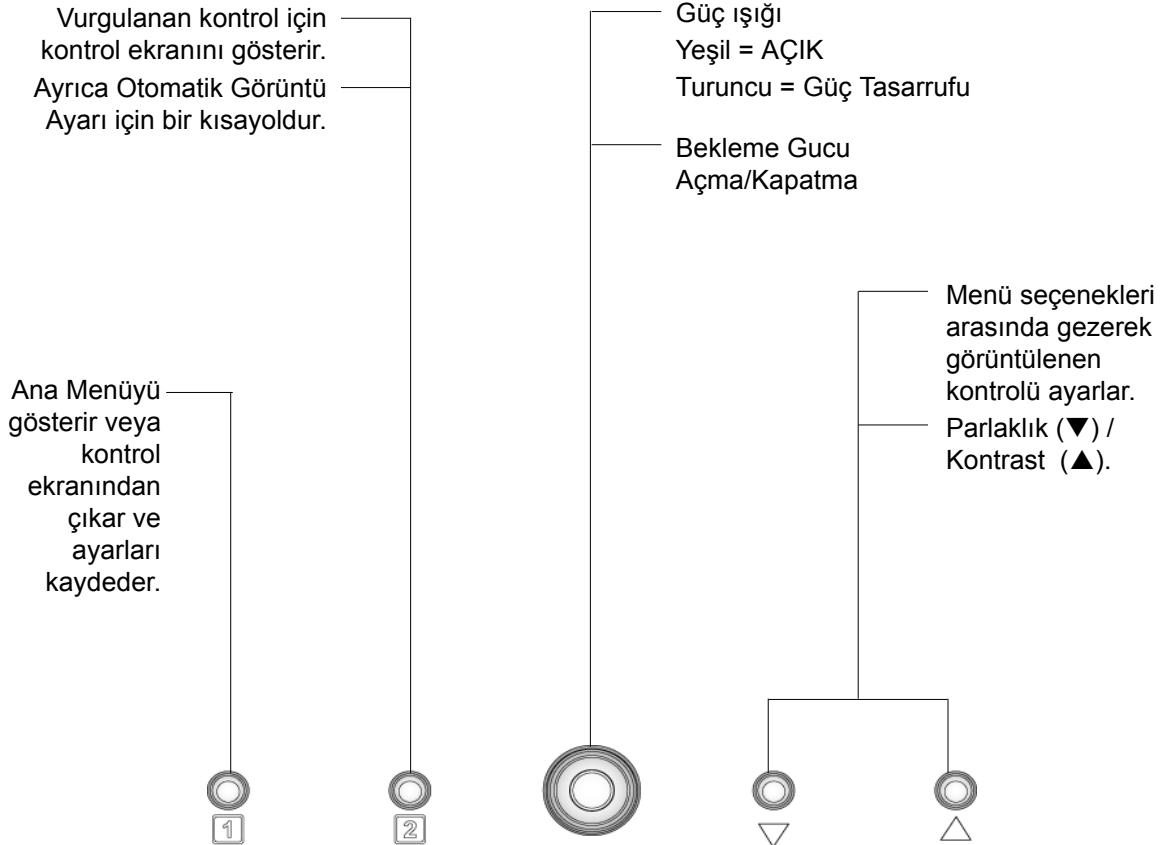 Vurgulanan kontrol için
kontrol ekranını gösterir.
Ayrıca Otomatik Görüntü
Ayarı için bir kısayoldur.
Güç ışığı
Yeşil = AÇIK
Turuncu = Güç Tasarrufu
Bekleme Gucu
Açma/Kapatma
Menü seçenekleri
arasında gezerek
görüntülenen
kontrolü ayarlar.
Parlaklık (▼) /
Kontrast (▲).
Ana Menüyü
gösterir veya
kontrol
ekranından
çıkar ve
ayarları
kaydeder.
1
2